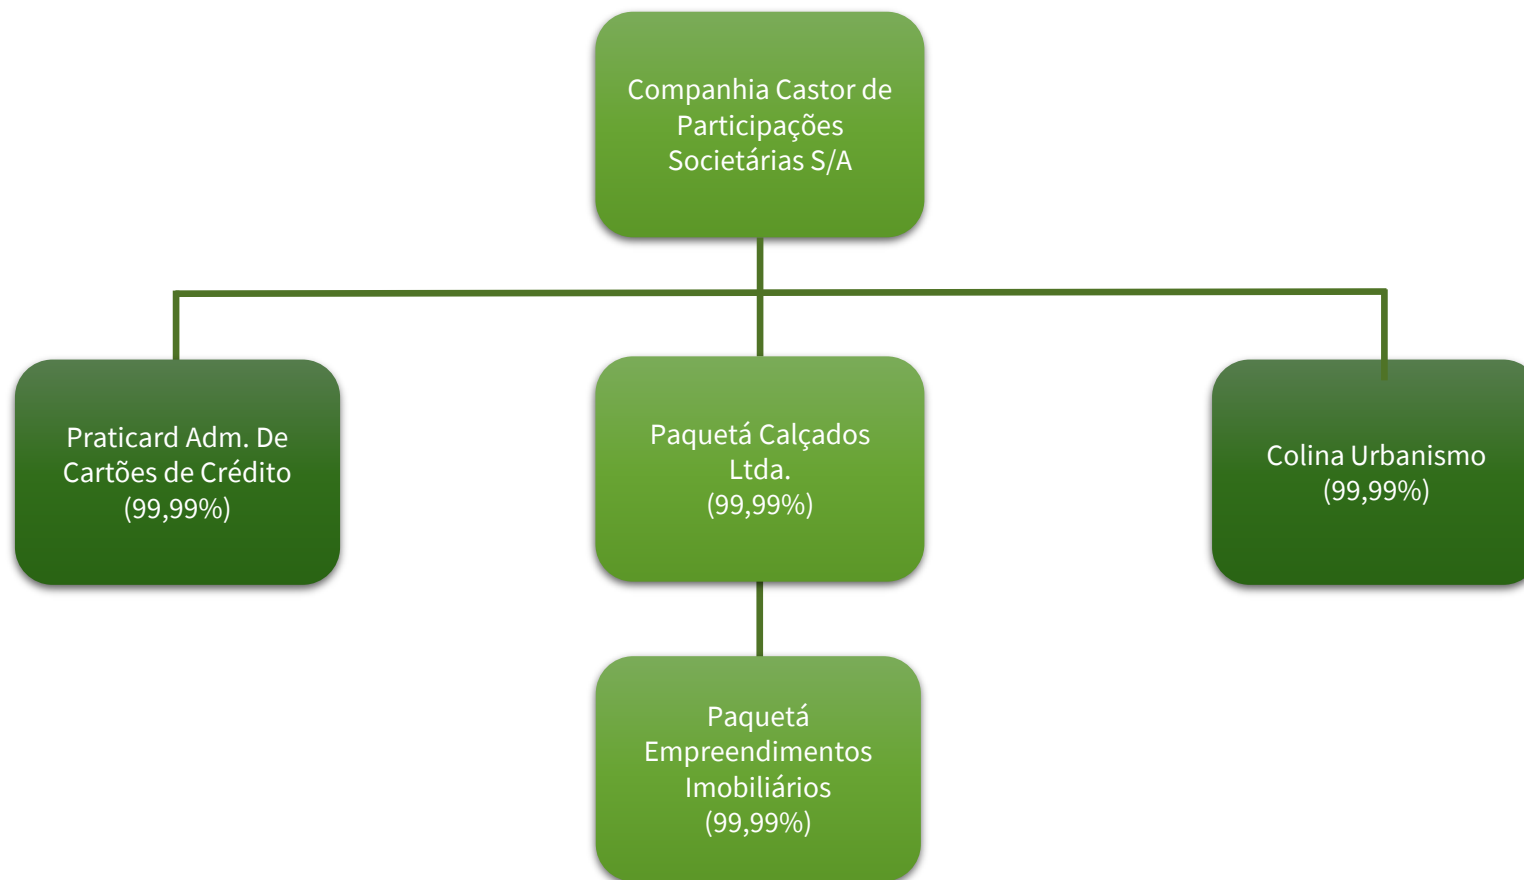 Companhia Castor de
Participações
Societárias S/A
Praticard Adm. De
Cartões de Crédito
(99,99%)
Paquetá Calçados
Ltda.
(99,99%)
Colina Urbanismo
(99,99%)
Paquetá
Empreendimentos
Imobiliários
(99,99%)